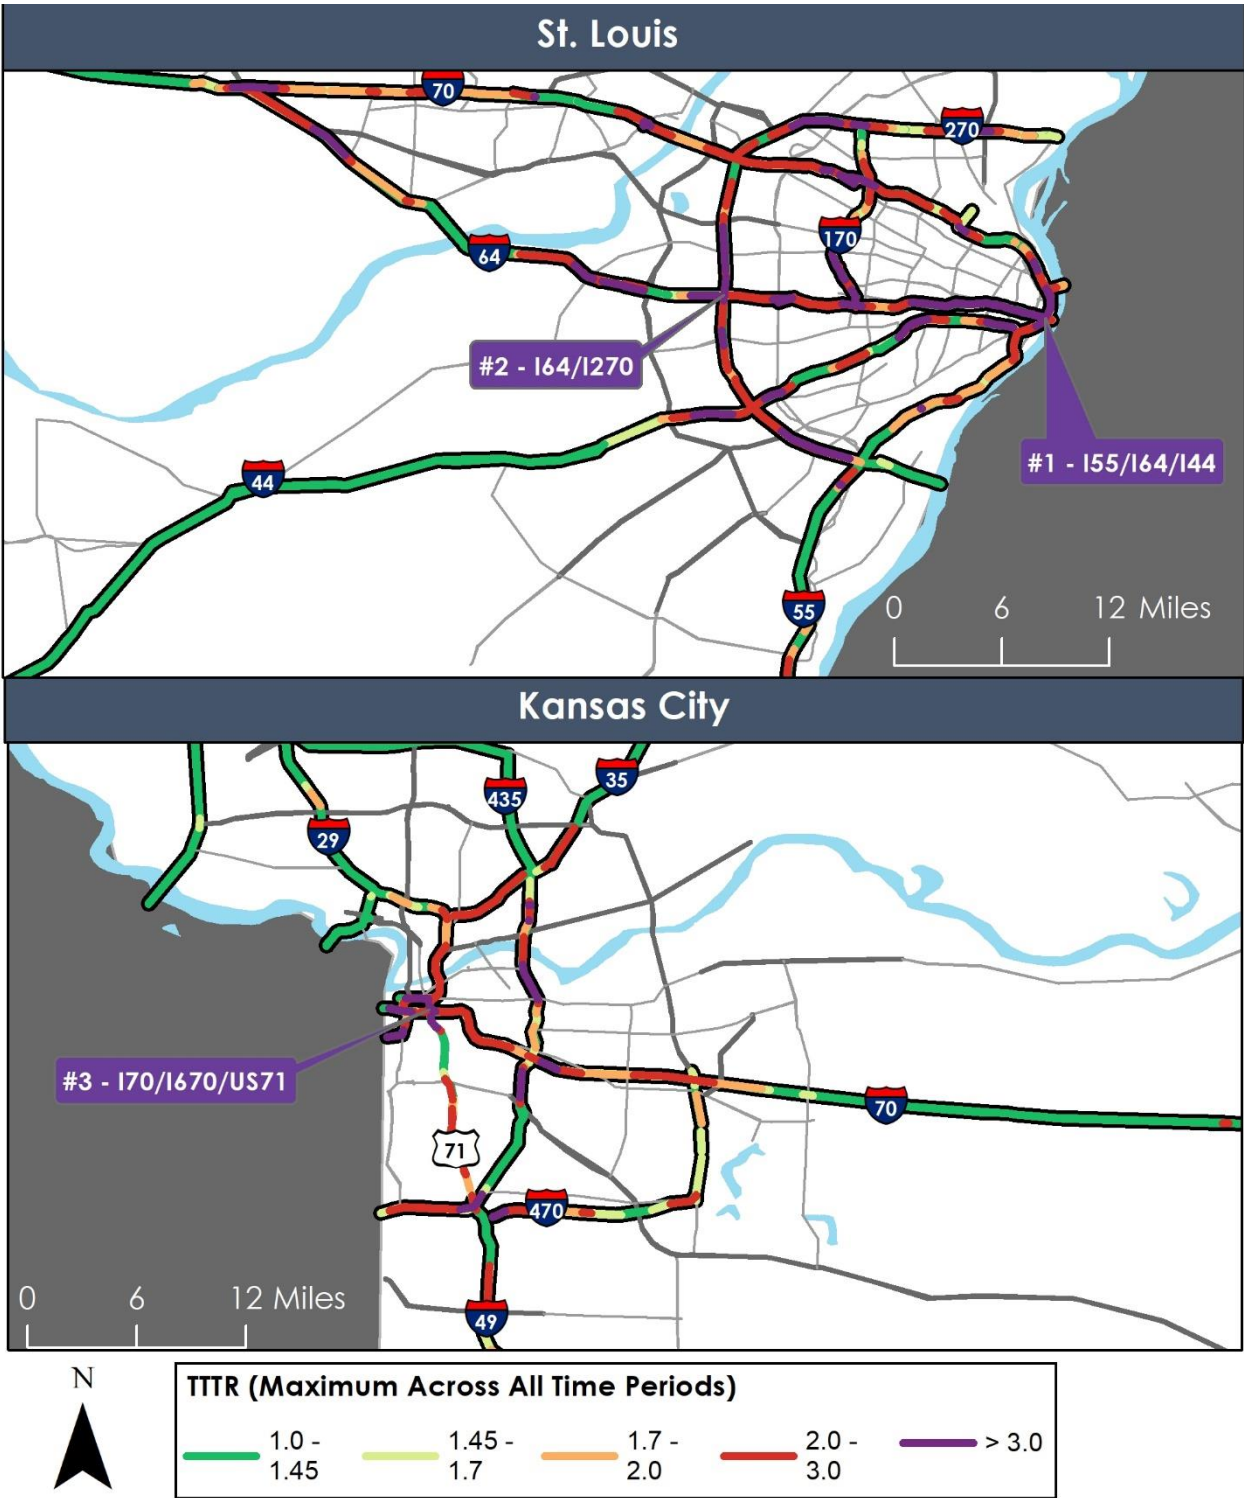 St. Louis
70
270
170
64
#2 - I64/I270
#1 - I55/I64/I44
44
55
0 6 12 Miles
Kansas City
35
435
29
#3 - I70/I670/US71
70
71
470
0 6 12 Miles
49
N
TTTR (Maximum Across All Time Periods)
1.0 - 1.45 - 1.7 - 2.0 - > 3.0
1.45 1.7 2.0 3.0